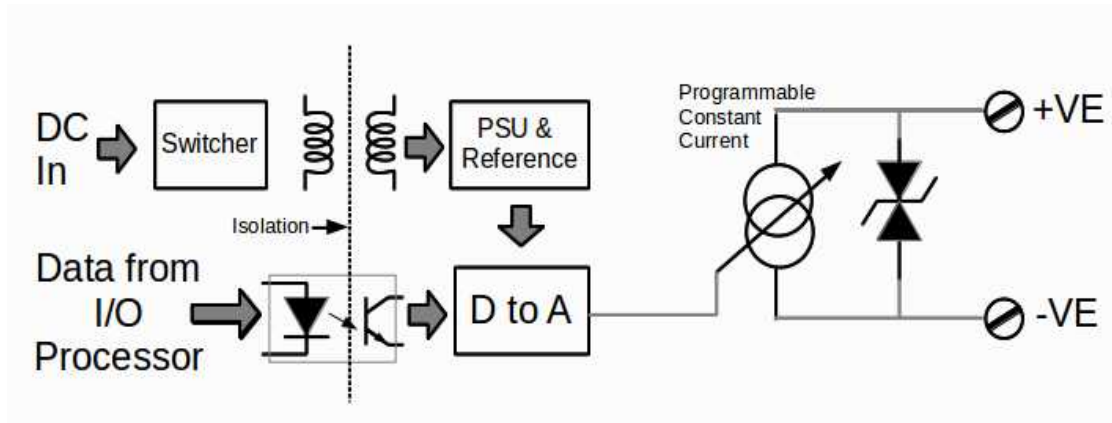 DC
In
Switcher
PSU &
Reference
Programmable
Constant
Current
+VE
Isolation
Data from
I/O
Processor
D to A
-VE